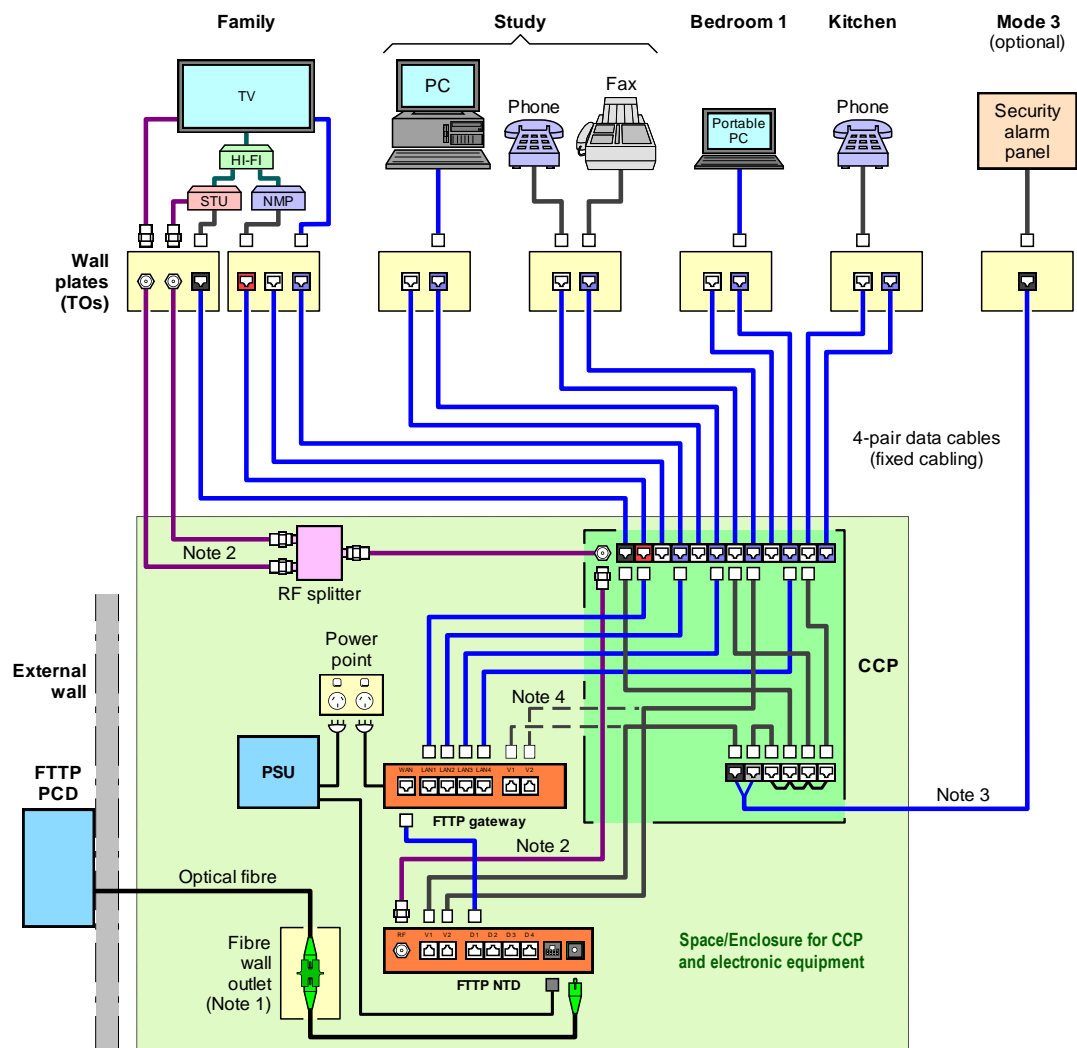 Family
Study
Bedroom 1
Kitchen
Mode 3
(optional)
TV
PC
Phone
Fax
Portable
PC
Phone
Security
alarm
panel
HI-FI
STU
NMP
Wall
plates
(TOs)
4-pair data cables
(fixed cabling)
Note 2
RF splitter
Power
point
CCP
External
wall
Note 4
PSU
WAN
LAN1
LAN2
LAN3
LAN4
V1
V2
FTTP
PCD
Note 3
FTTP gateway
Note 2
Optical fibre
RF
V1
V2
D1
D2
D3
D4
Fibre
wall
outlet
(Note 1)
Space/Enclosure for CCP
and electronic equipment
FTTP NTD